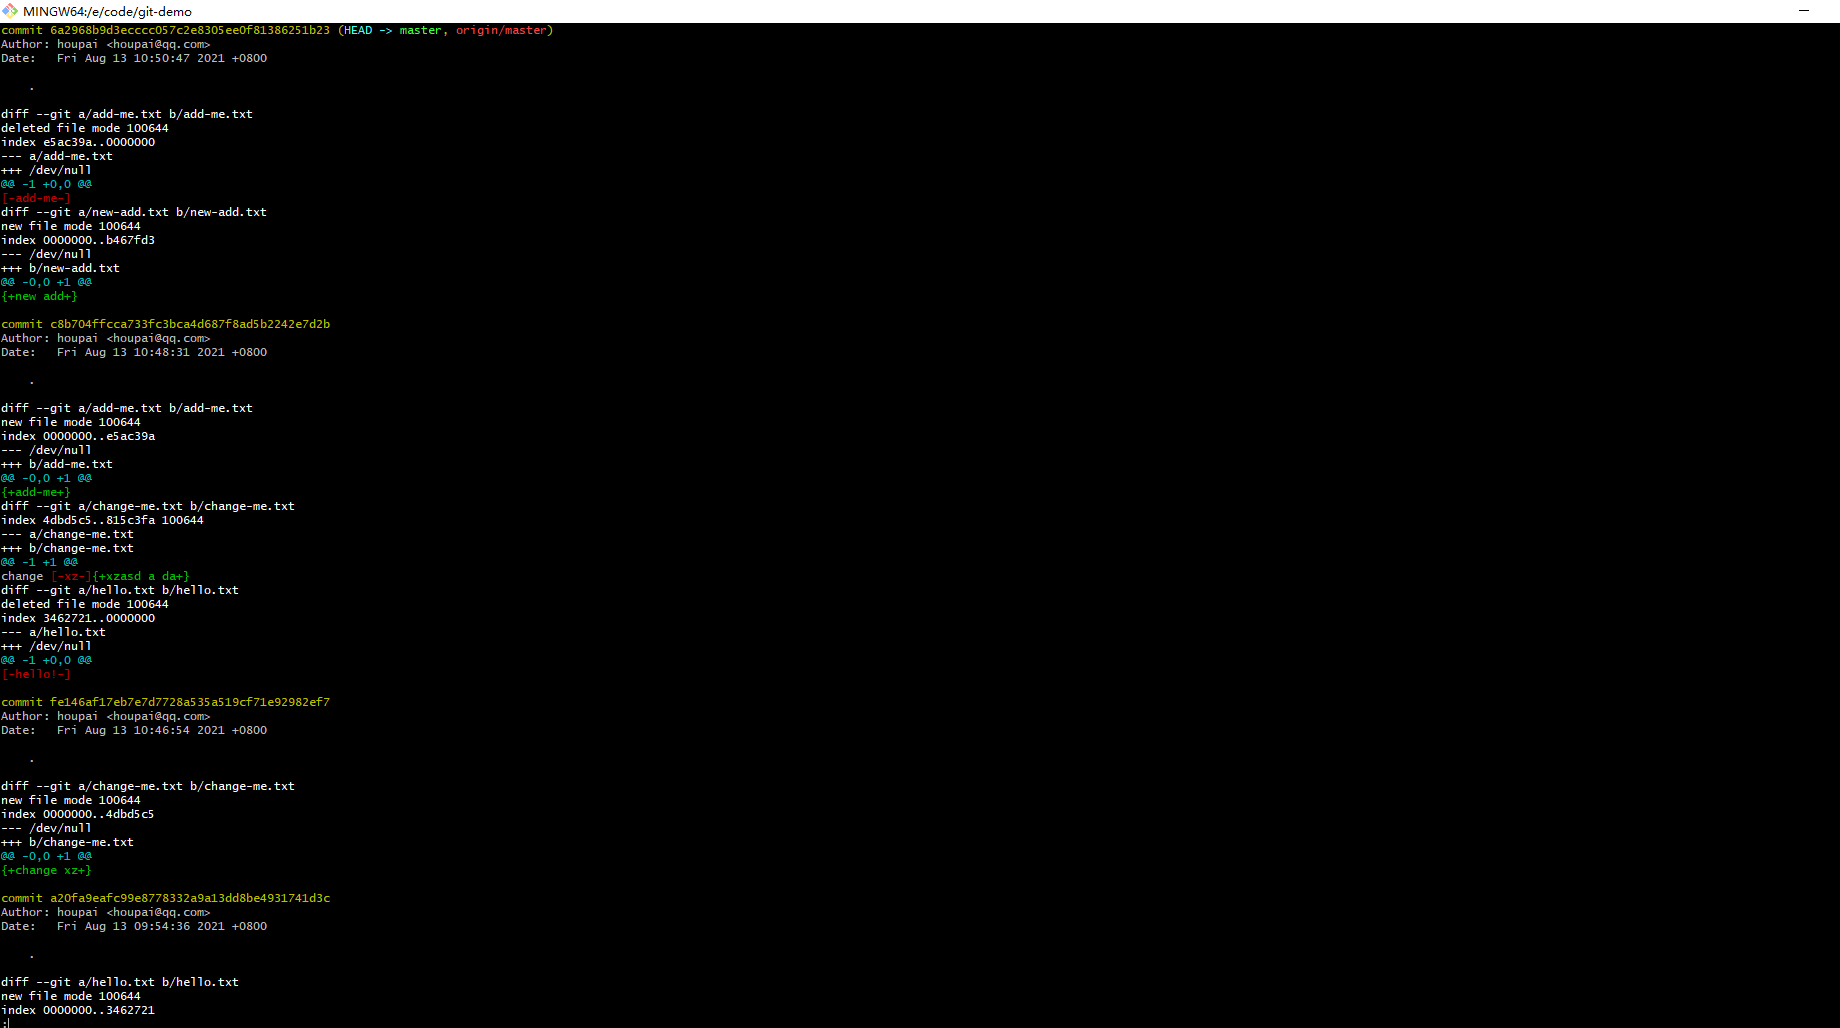 MINGW64:/e/code/git-demo
commit 6a2968b9d3ecccc057c2e8305ee0f81386251b23 (HEAD -> master, origin/master)
Author: houpai <houpai@qq.com>
Date:   Fri Aug 13 10:50:47 2021 +0800
.
diff --git a/add-me.txt b/add-me.txt
deleted file mode 100644
index e5ac39a..0000000
--- a/add-me.txt
+++ /dev/null
@@ -1 +0,0 @@
[-add-me-]
diff --git a/new-add.txt b/new-add.txt
new file mode 100644
index 0000000..b467fd3
--- /dev/null
+++ b/new-add.txt
@@ -0,0 +1 @@
{+new add+}
commit c8b704ffcca733fc3bca4d687f8ad5b2242e7d2b
Author: houpai <houpai@qq.com>
Date:   Fri Aug 13 10:48:31 2021 +0800
.
diff --git a/add-me.txt b/add-me.txt
new file mode 100644
index 0000000..e5ac39a
--- /dev/null
+++ b/add-me.txt
@@ -0,0 +1 @@
{+add-me+}
diff --git a/change-me.txt b/change-me.txt
index 4dbd5c5..815c3fa 100644
--- a/change-me.txt
+++ b/change-me.txt
@@ -1 +1 @@
change [-xz-]{+xzasd a da+}
diff --git a/hello.txt b/hello.txt
deleted file mode 100644
index 3462721..0000000
--- a/hello.txt
+++ /dev/null
@@ -1 +0,0 @@
[-hello!-]
commit fe146af17eb7e7d7728a535a519cf71e92982ef7
Author: houpai <houpai@qq.com>
Date:   Fri Aug 13 10:46:54 2021 +0800
.
diff --git a/change-me.txt b/change-me.txt
new file mode 100644
index 0000000..4dbd5c5
--- /dev/null
+++ b/change-me.txt
@@ -0,0 +1 @@
{+change xz+}
commit a20fa9eafc99e8778332a9a13dd8be4931741d3c
Author: houpai <houpai@qq.com>
Date:   Fri Aug 13 09:54:36 2021 +0800
.
diff --git a/hello.txt b/hello.txt
new file mode 100644
index 0000000..3462721
: